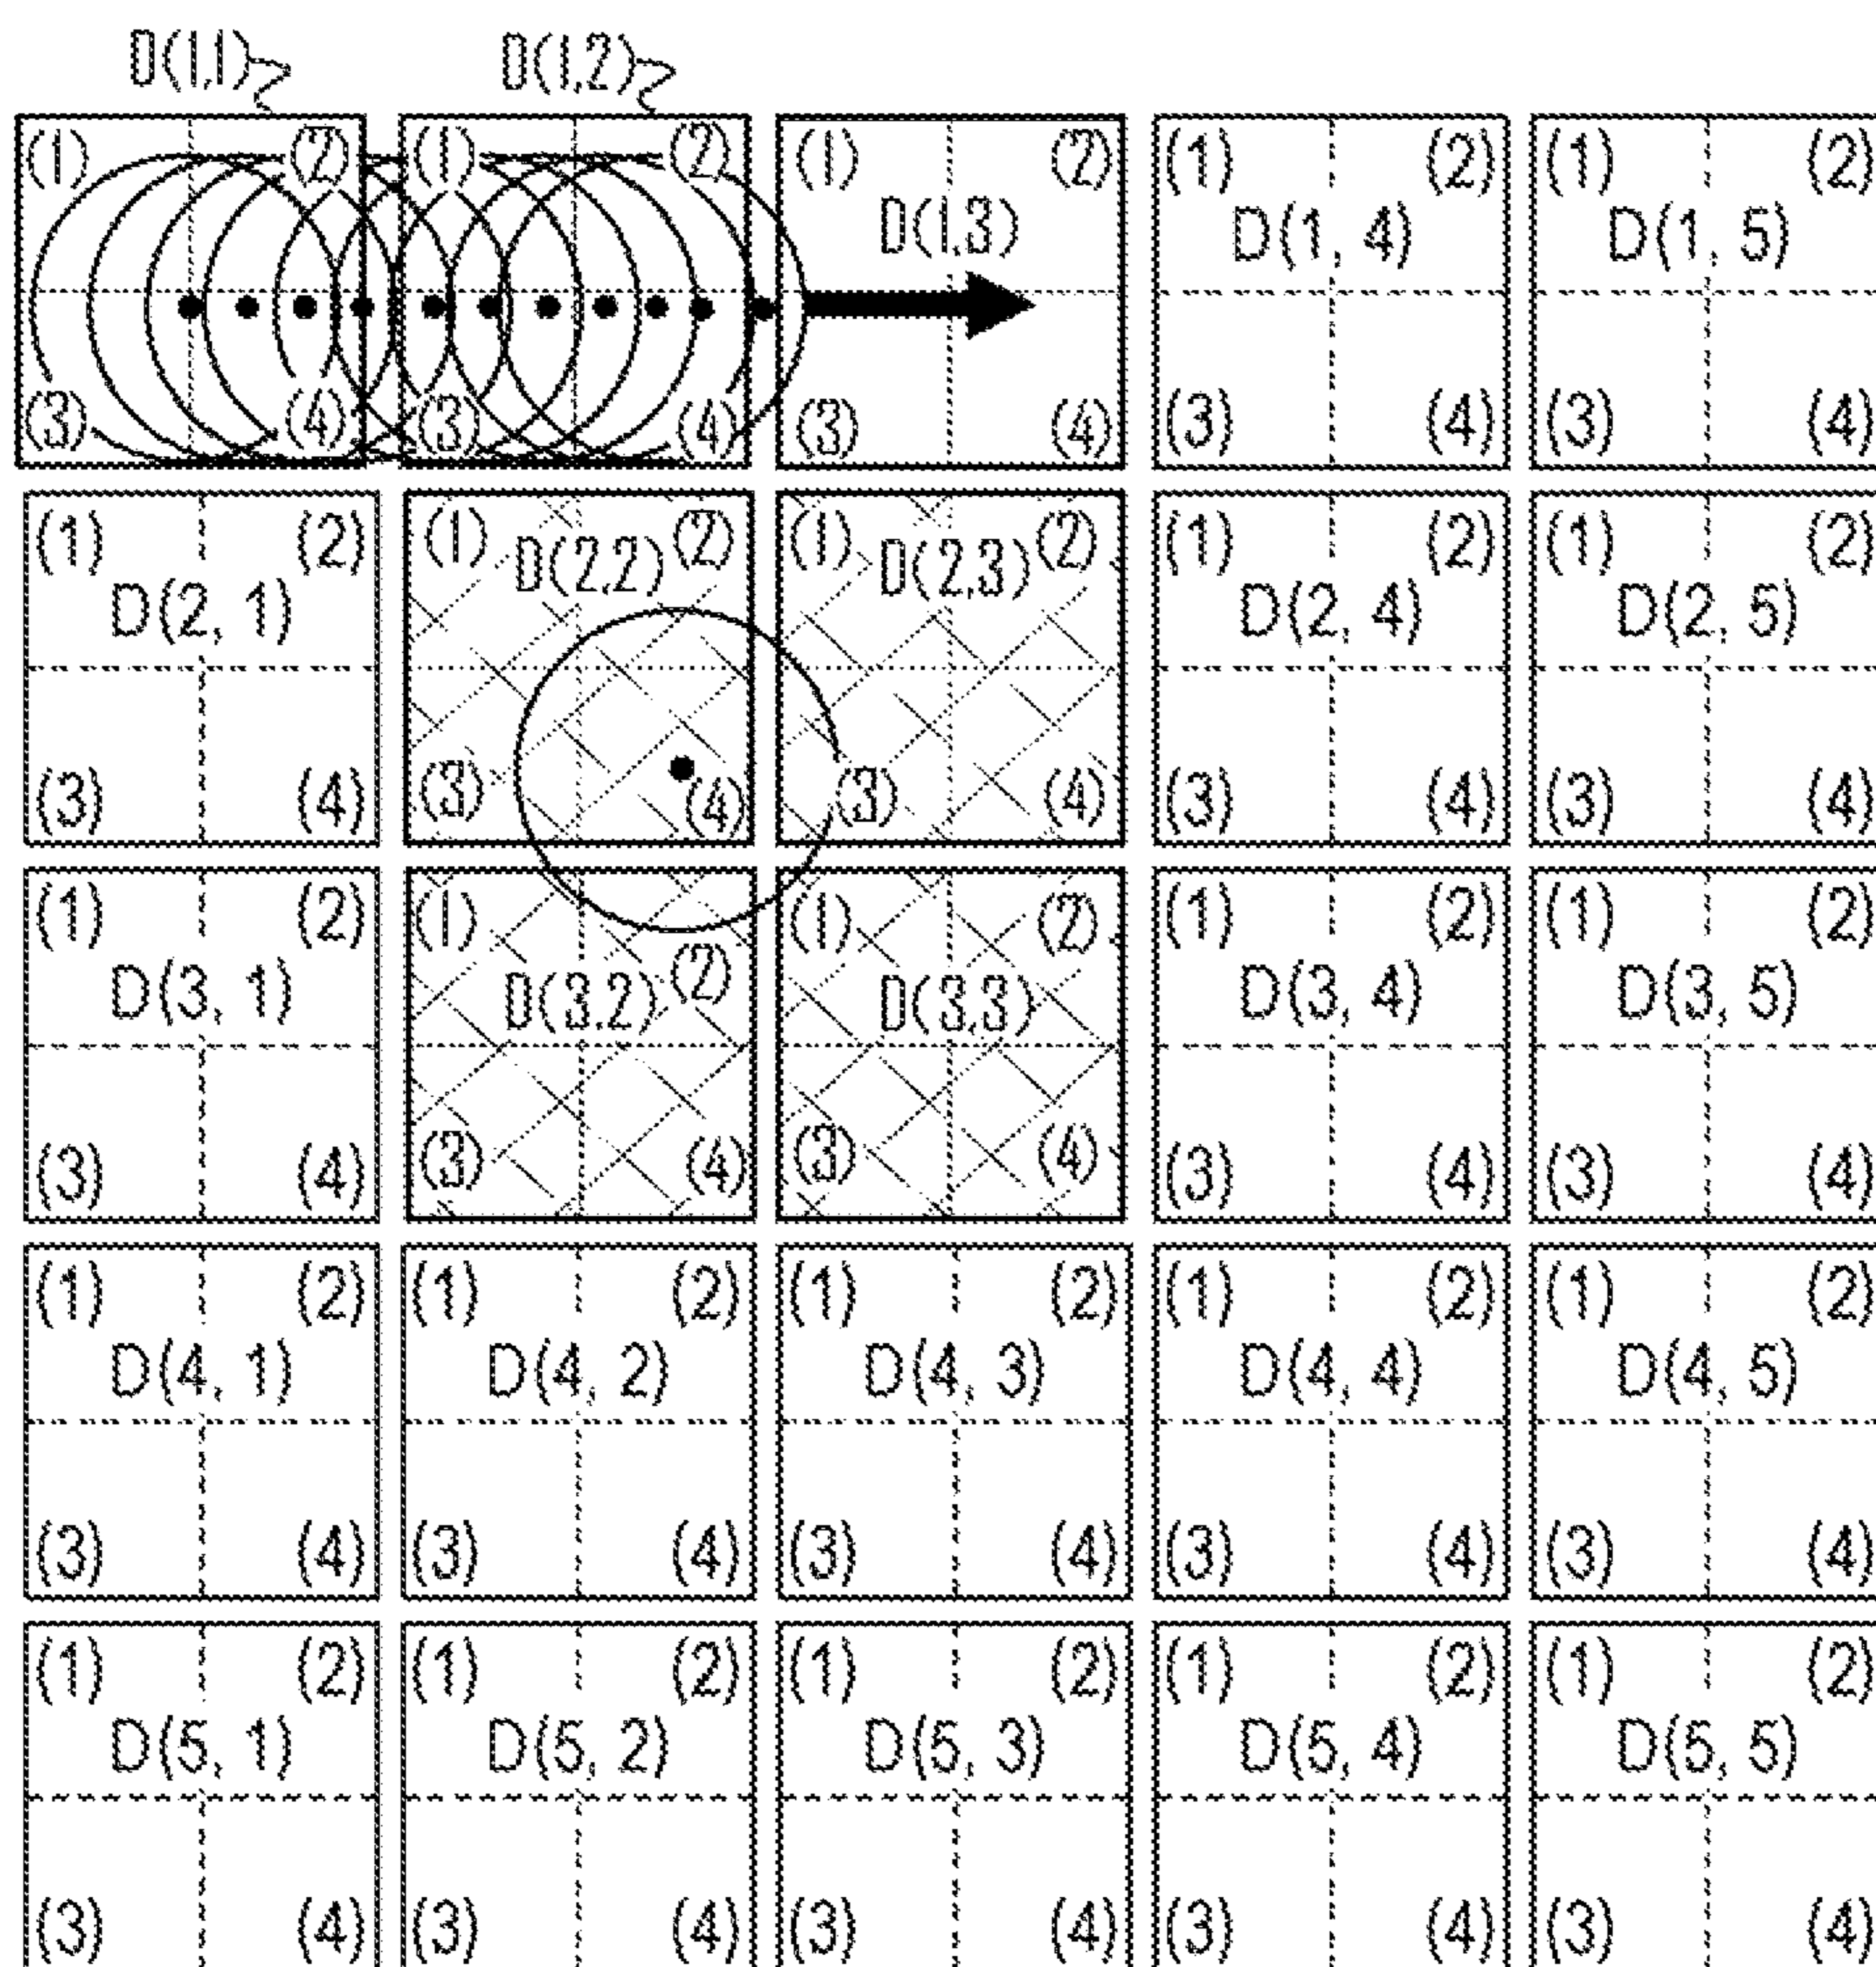 D(1,1) D(1,2)
(1) (2) (1) (2) (1) (2) (1) (2) (1) (2)
D(1,3) D(1, 4) D(1, 5)
(3) (4) (3) (4) (3) (4) (3) (4) (3) (4)
(1) (2) (1) (2) (1) (2) (1) (2) (1) (2)
D(2, 1) D(2,2) D(2,3) D(2, 4) D(2, 5)
(3) (4) (3) (4) (3) (4) (3) (4) (3) (4)
(1) (2) (1) (2) (1) (2) (1) (2) (1) (2)
D(3, 1) D(3,2) D(3,3) D(3, 4) D(3, 5)
(3) (4) (3) (4) (3) (4) (3) (4) (3) (4)
(1) (2) (1) (2) (1) (2) (1) (2) (1) (2)
D(4, 1) D(4, 2) D(4, 3) D(4, 4) D(4, 5)
(3) (4) (3) (4) (3) (4) (3) (4) (3) (4)
(1) (2) (1) (2) (1) (2) (1) (2) (1) (2)
D(5, 1) D(5, 2) D(5, 3) D(5, 4) D(5, 5)
(3) (4) (3) (4) (3) (4) (3) (4) (3) (4)